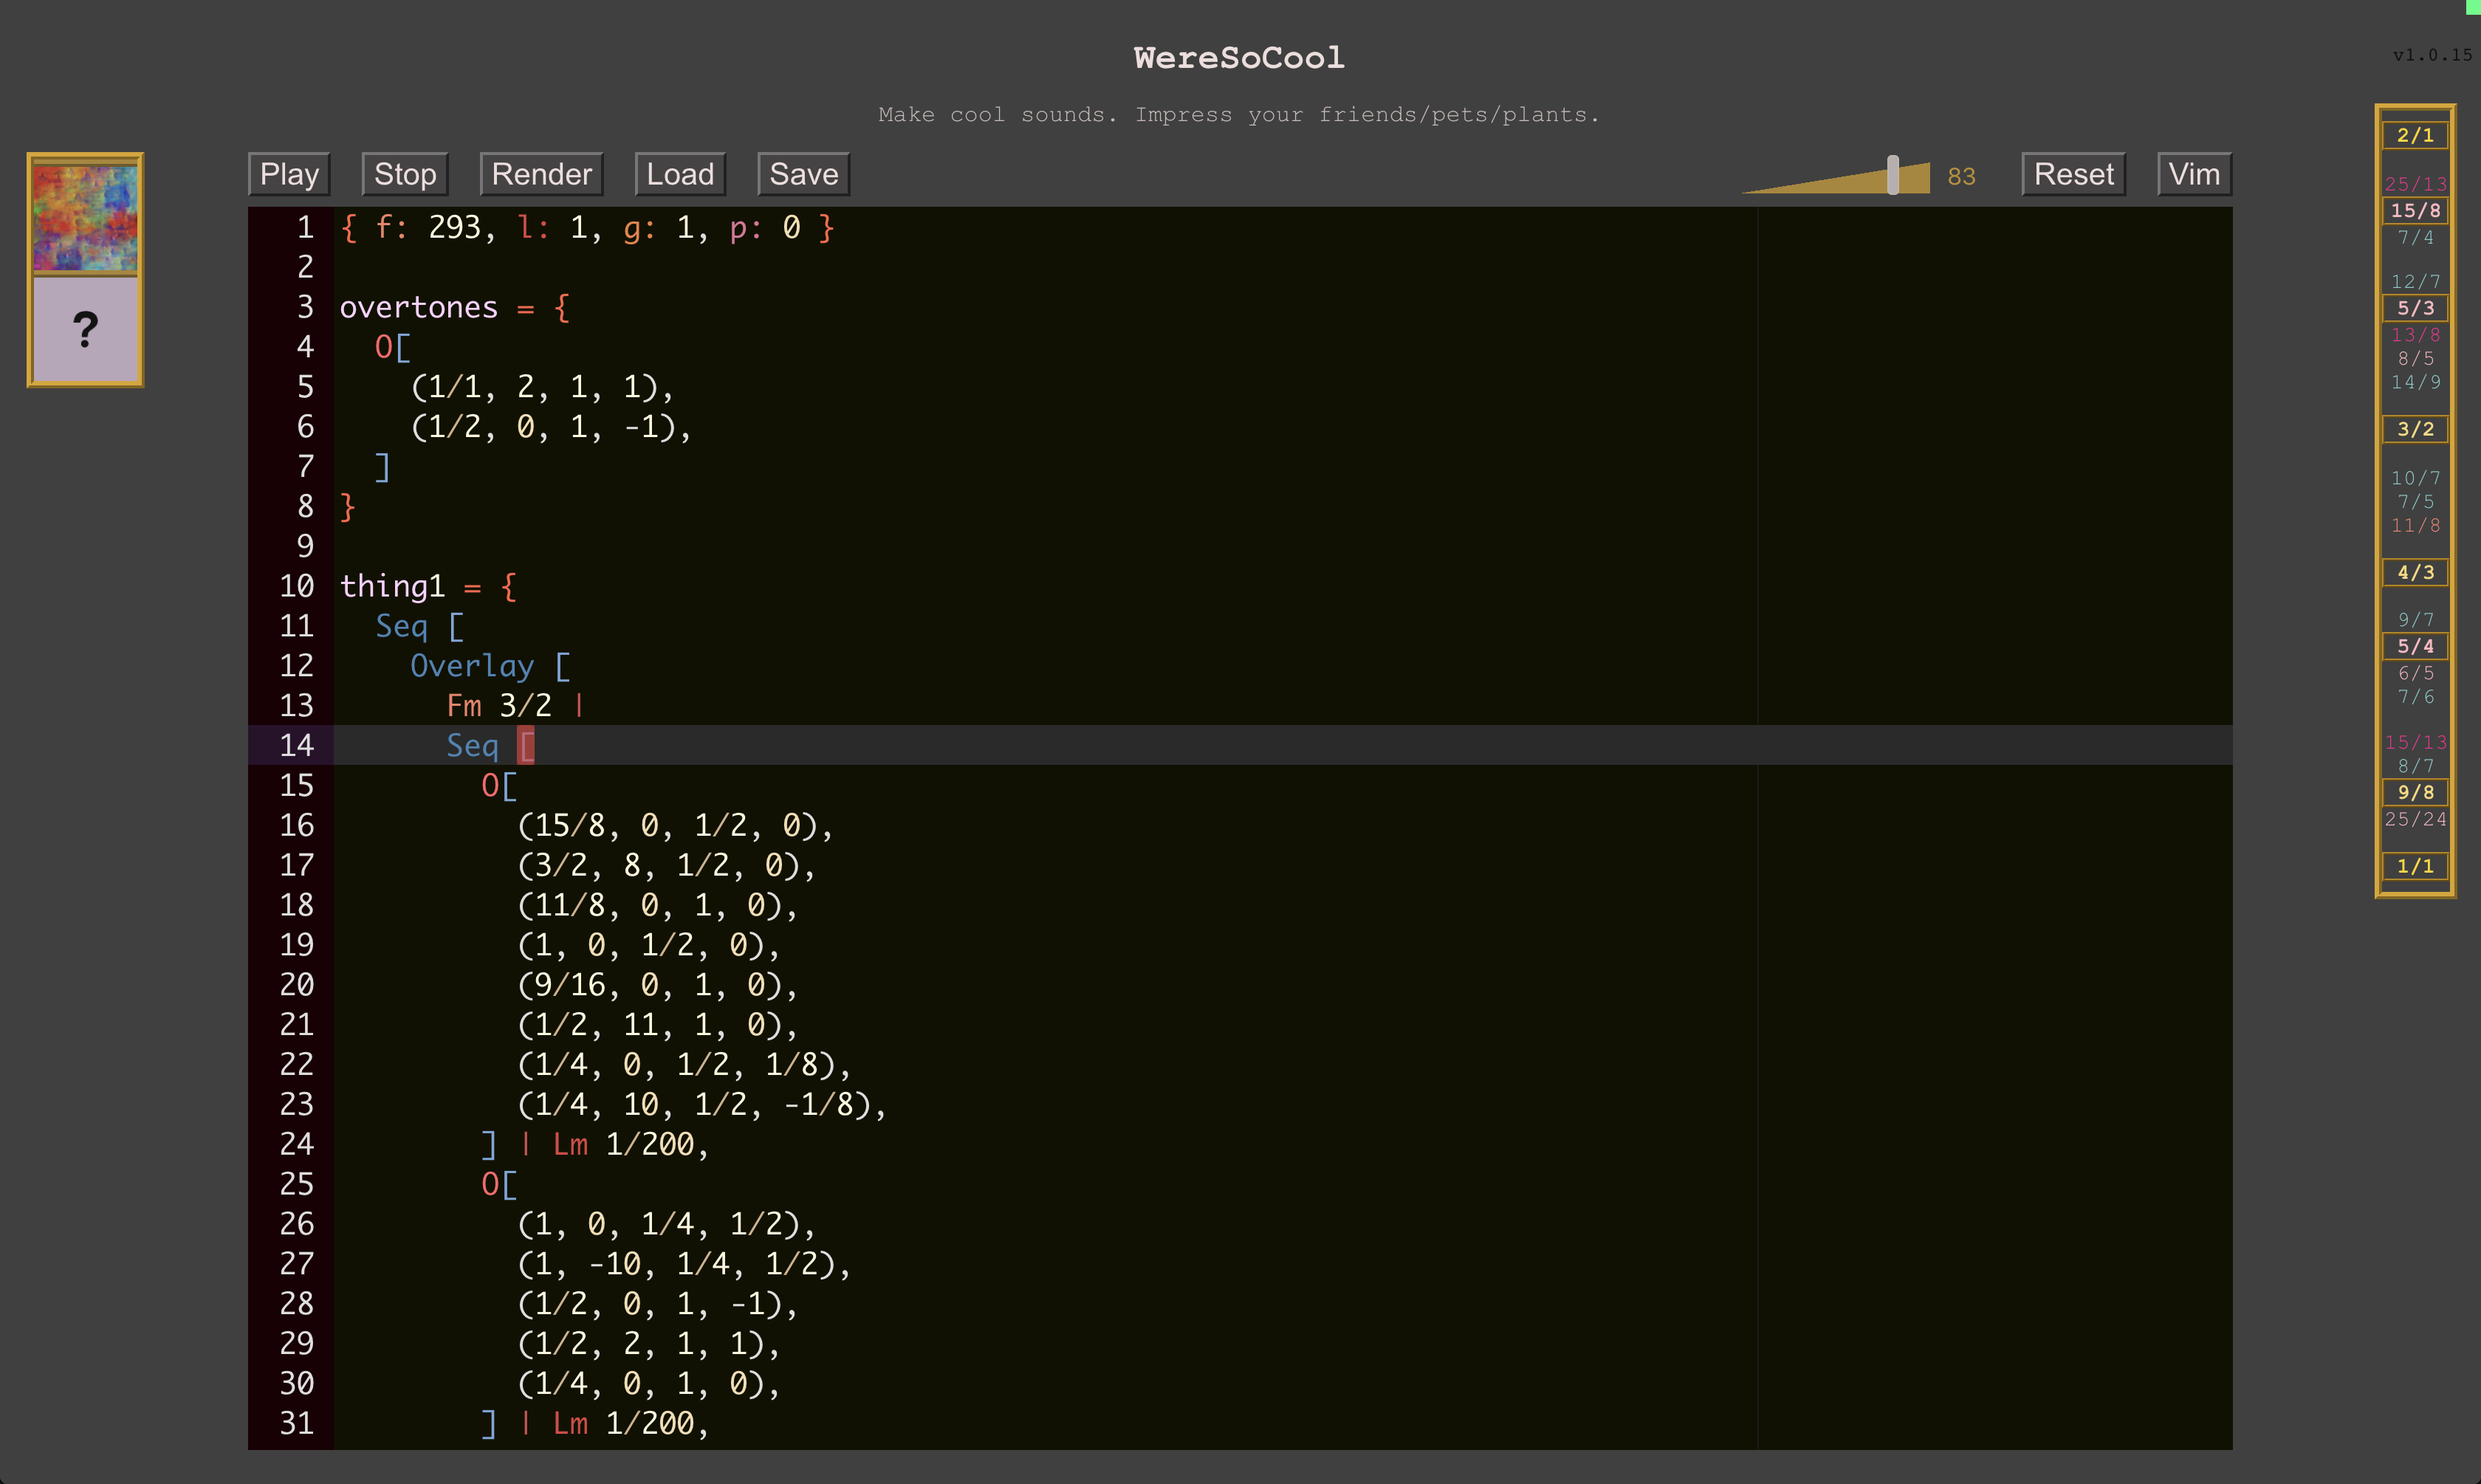 WereSoCool
v1.0.15
Make cool sounds. Impress your friends/pets/plants.
Play Stop Render Load Save 83 Reset Vim
?
1 { f: 293, l: 1, g: 1, p: 0 }
2
3 overtones = {
4   O[
5     (1/1, 2, 1, 1),
6     (1/2, 0, 1, -1),
7   ]
8 }
9
10 thing1 = {
11   Seq [
12     Overlay [
13       Fm 3/2 |
14       Seq [
15         O[
16           (15/8, 0, 1/2, 0),
17           (3/2, 8, 1/2, 0),
18           (11/8, 0, 1, 0),
19           (1, 0, 1/2, 0),
20           (9/16, 0, 1, 0),
21           (1/2, 11, 1, 0),
22           (1/4, 0, 1/2, 1/8),
23           (1/4, 10, 1/2, -1/8),
24         ] | Lm 1/200,
25         O[
26           (1, 0, 1/4, 1/2),
27           (1, -10, 1/4, 1/2),
28           (1/2, 0, 1, -1),
29           (1/2, 2, 1, 1),
30           (1/4, 0, 1, 0),
31         ] | Lm 1/200,
2/1
25/13
15/8
7/4
12/7
5/3
13/8
8/5
14/9
3/2
10/7
7/5
11/8
4/3
9/7
5/4
6/5
7/6
15/13
8/7
9/8
25/24
1/1